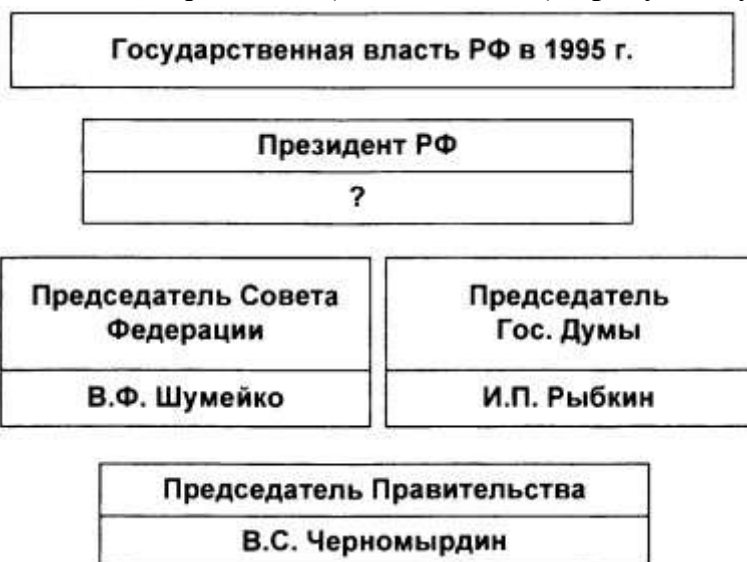 Государственная власть РФ в 1995 г.
Президент РФ
?
Председатель Совета
Федерации
В.Ф. Шумейко
Председатель
Гос. Думы
И.П. Рыбкин
Председатель Правительства
В.С. Черномырдин